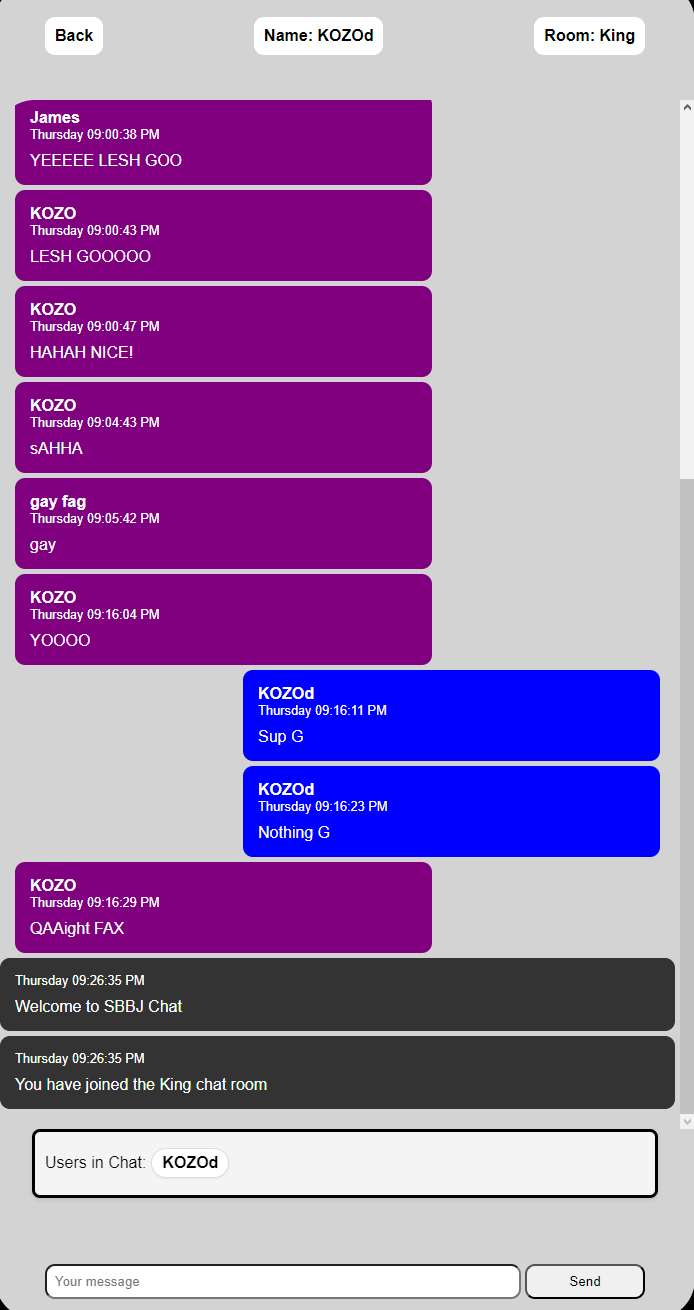 Back
Name: KOZOd
Room: King
James
Thursday 09:00:38 PM
YEEEEE LESH GOO
KOZO
Thursday 09:00:43 PM
LESH GOOOOO
KOZO
Thursday 09:00:47 PM
HAHAH NICE!
KOZO
Thursday 09:04:43 PM
sAHHA
gay fag
Thursday 09:05:42 PM
gay
KOZO
Thursday 09:16:04 PM
YOOOO
KOZOd
Thursday 09:16:11 PM
Sup G
KOZOd
Thursday 09:16:23 PM
Nothing G
KOZO
Thursday 09:16:29 PM
QAAight FAX
Thursday 09:26:35 PM
Welcome to SBBJ Chat
Thursday 09:26:35 PM
You have joined the King chat room
Users in Chat: KOZOd
Your message
Send